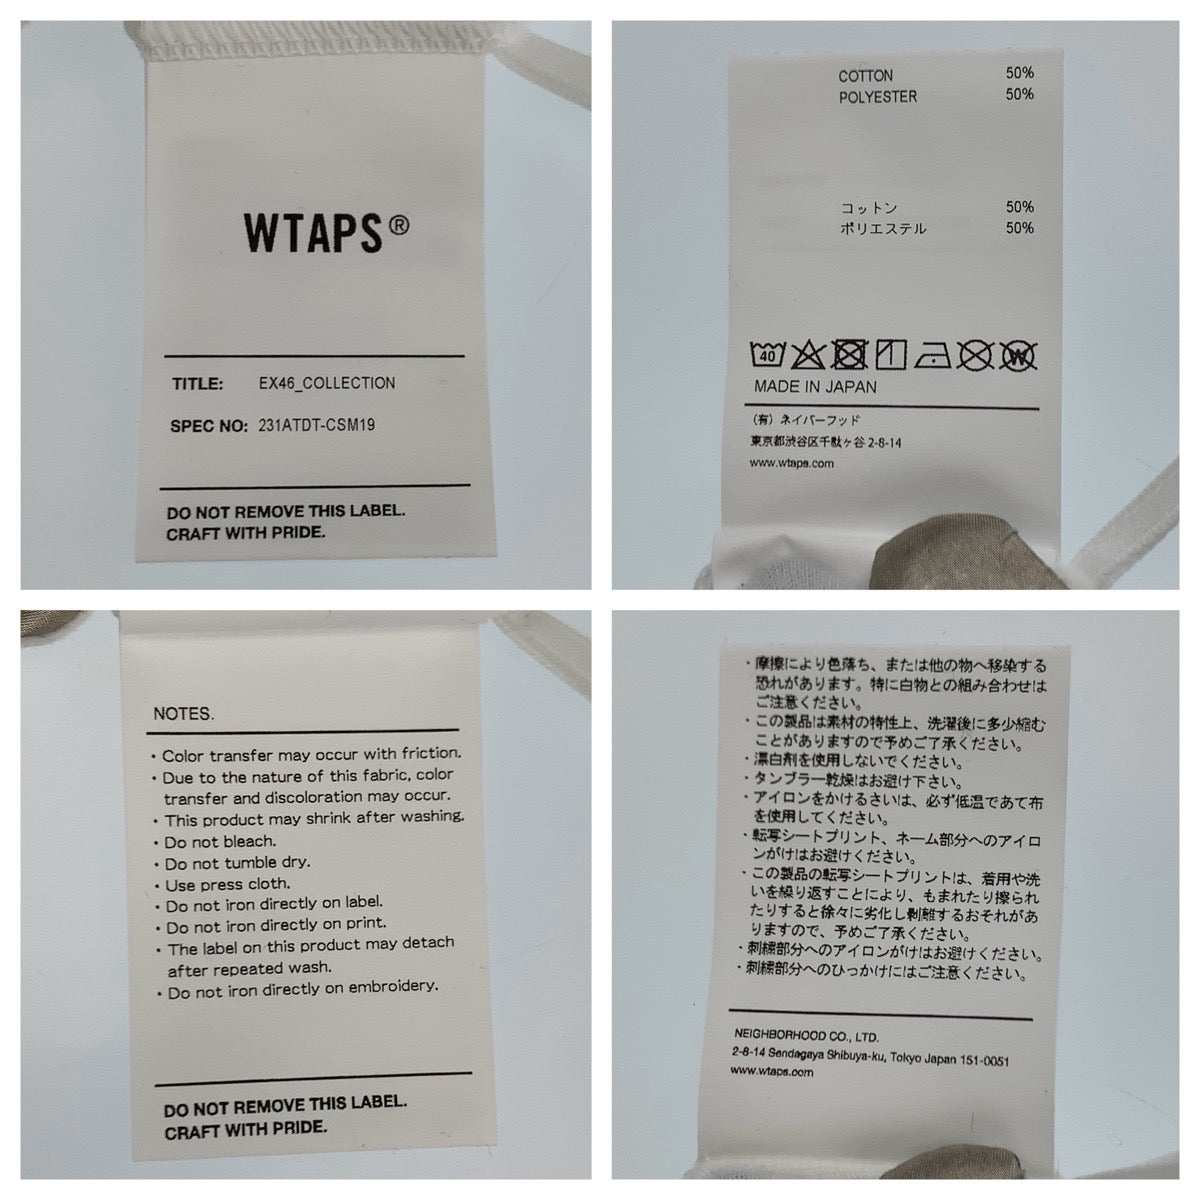 WTAPS®
TITLE: EX46_COLLECTION
SPEC NO: 231ATDT-CSM19
DO NOT REMOVE THIS LABEL.
CRAFT WITH PRIDE.
COTTON 50%
POLYESTER 50%
コットン 50%
ポリエステル 50%
40 W
MADE IN JAPAN
(有) ネイバーフッド
東京都渋谷区千駄ヶ谷 2-8-14
www.wtaps.com
NOTES.
・Color transfer may occur with friction.
・Due to the nature of this fabric, color
transfer and discoloration may occur.
・This product may shrink after washing.
・Do not bleach.
・Do not tumble dry.
・Use press cloth.
・Do not iron directly on label.
・Do not iron directly on print.
・The label on this product may detach
after repeated wash.
・Do not iron directly on embroidery.
DO NOT REMOVE THIS LABEL.
CRAFT WITH PRIDE.
・摩擦により色落ち、または他の物へ移染する
恐れがあります。特に白物との組み合わせは
ご注意ください。
・この製品は素材の特性上、洗濯後に多少縮む
ことがありますので予めご了承ください。
・漂白剤を使用しないでください。
・タンブラー乾燥はお避け下さい。
・アイロンをかけるさいは、必ず低温であて布
を使用してください。
・転写シートプリント、ネーム部分へのアイロ
ンがけはお避けください。
・この製品の転写シートプリントは、着用や洗
いを繰り返すことにより、もまれたり擦られ
たりすると徐々に劣化し剥離するおそれがあ
りますので、予めご了承ください。
・刺繍部分へのアイロンがけはお避けください。
・刺繍部分へのひっかけにはご注意ください。
NEIGHBORHOOD CO., LTD.
2-8-14 Sendagaya Shibuya-ku, Tokyo Japan 151-0051
www.wtaps.com